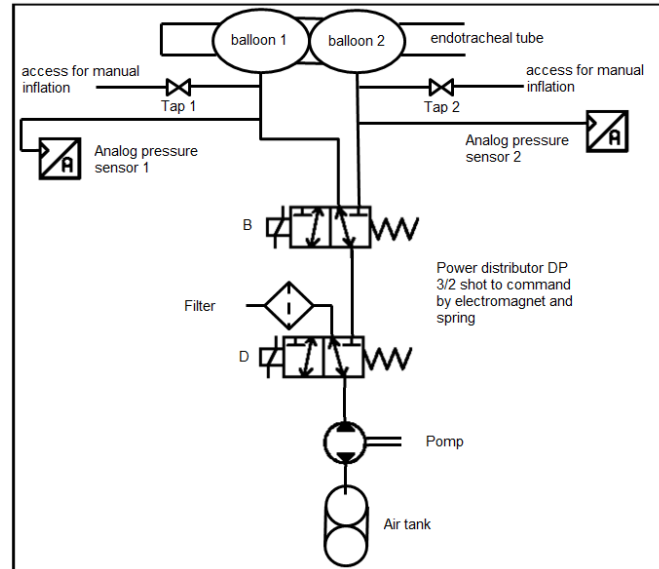 balloon 1
balloon 2
endotracheal tube
access for manual
inflation
Tap 1
access for manual
inflation
Tap 2
Analog pressure
sensor 1
A
Analog pressure
sensor 2
A
B
Power distributor DP
3/2 shot to command
by electromagnet and
spring
Filter
D
Pomp
Air tank